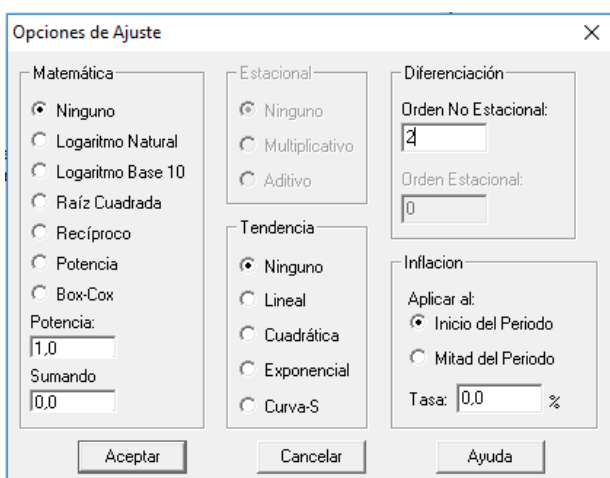 Opciones de Ajuste
Matemática
Ninguno
Logaritmo Natural
Logaritmo Base 10
Raíz Cuadrada
Recíproco
Potencia
Box-Cox
Potencia:
1,0
Sumando
0,0
Estacional
Ninguno
Multiplicativo
Aditivo
Tendencia
Ninguno
Lineal
Cuadrática
Exponencial
Curva-S
Diferenciación
Orden No Estacional:
2
Orden Estacional:
0
Inflacion
Aplicar al:
Inicio del Periodo
Mitad del Periodo
Tasa: 0,0 %
Aceptar Cancelar Ayuda